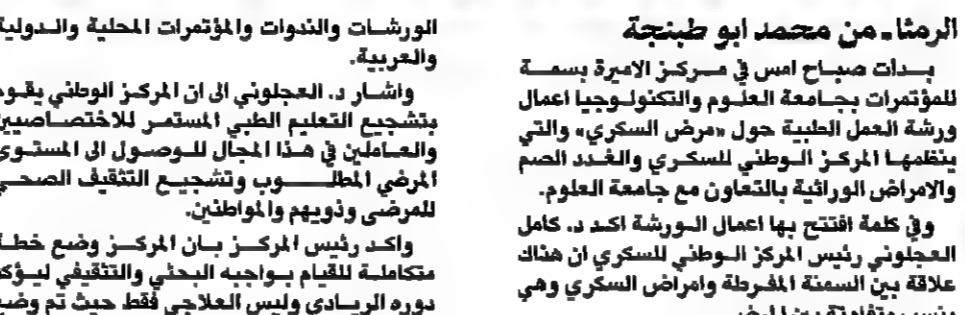 الرمثا ـ من محمد ابو طبنجة
بدات صباح امس في مركز الاميرة بسمة
للمؤتمرات بجامعة العلوم والتكنولوجيا اعمال
ورشة العمل الطبية حول «مرض السكري» والتي
ينظمها المركز الوطني للسكري والغدد الصم
والامراض الوراثية بالتعاون مع جامعة العلوم.
وفي كلمة افتتح بها اعمال الورشة اكد د. كامل
العجلوني رئيس المركز الوطني للسكري ان هناك
علاقة بين السمنة المفرطة وامراض السكري وهي
الورشات والندوات والمؤتمرات المحلية والدولية
والعربية.
واشار د. العجلوني الى ان المركز الوطني يقوم
بتشجيع التعليم الطبي المستمر للاختصاصيين
والعاملين في هذا المجال للوصول الى المستوى
المرضي المطلوب وتشجيع التثقيف الصحي
للمرضى وذويهم والمواطنين.
واكد رئيس المركز بان المركز وضع خطة
متكاملة للقيام بواجبه البحثي والتثقيفي ليؤكد
دوره الريادي وليس العلاجي فقط حيث تم وضع